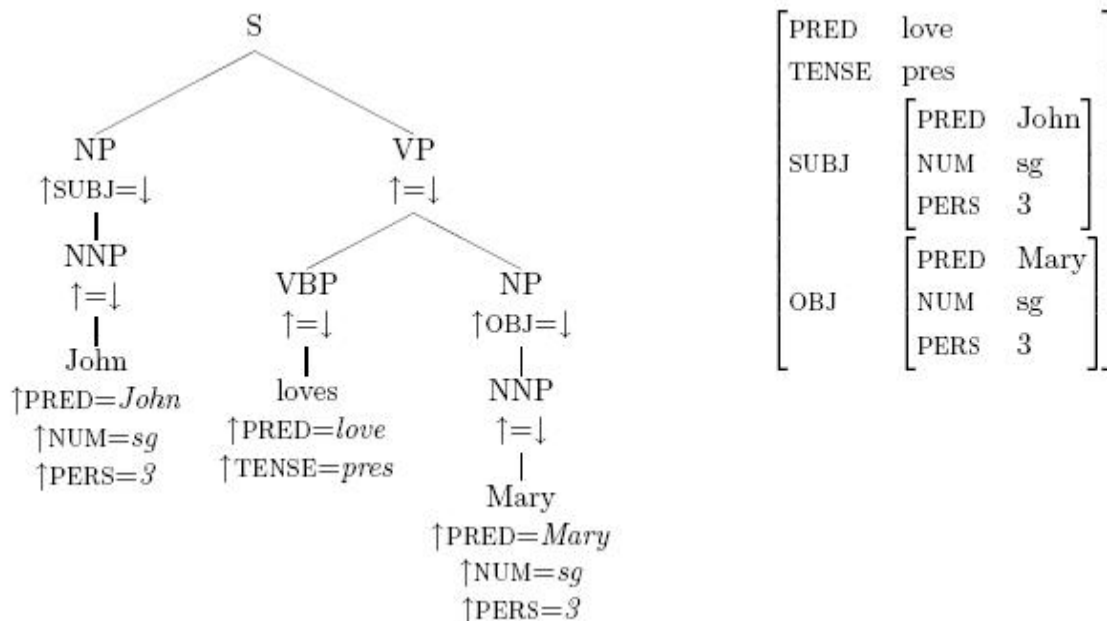 S
NP VP
↑SUBJ=↓ ↑=↓
NNP VBP NP
↑=↓ ↑=↓ ↑OBJ=↓
John loves NNP
↑PRED=John ↑PRED=love ↑=↓
↑NUM=sg ↑TENSE=pres
↑PERS=3
Mary
↑PRED=Mary
↑NUM=sg
↑PERS=3
PRED love
TENSE pres
SUBJ
PRED John
NUM sg
PERS 3
OBJ
PRED Mary
NUM sg
PERS 3